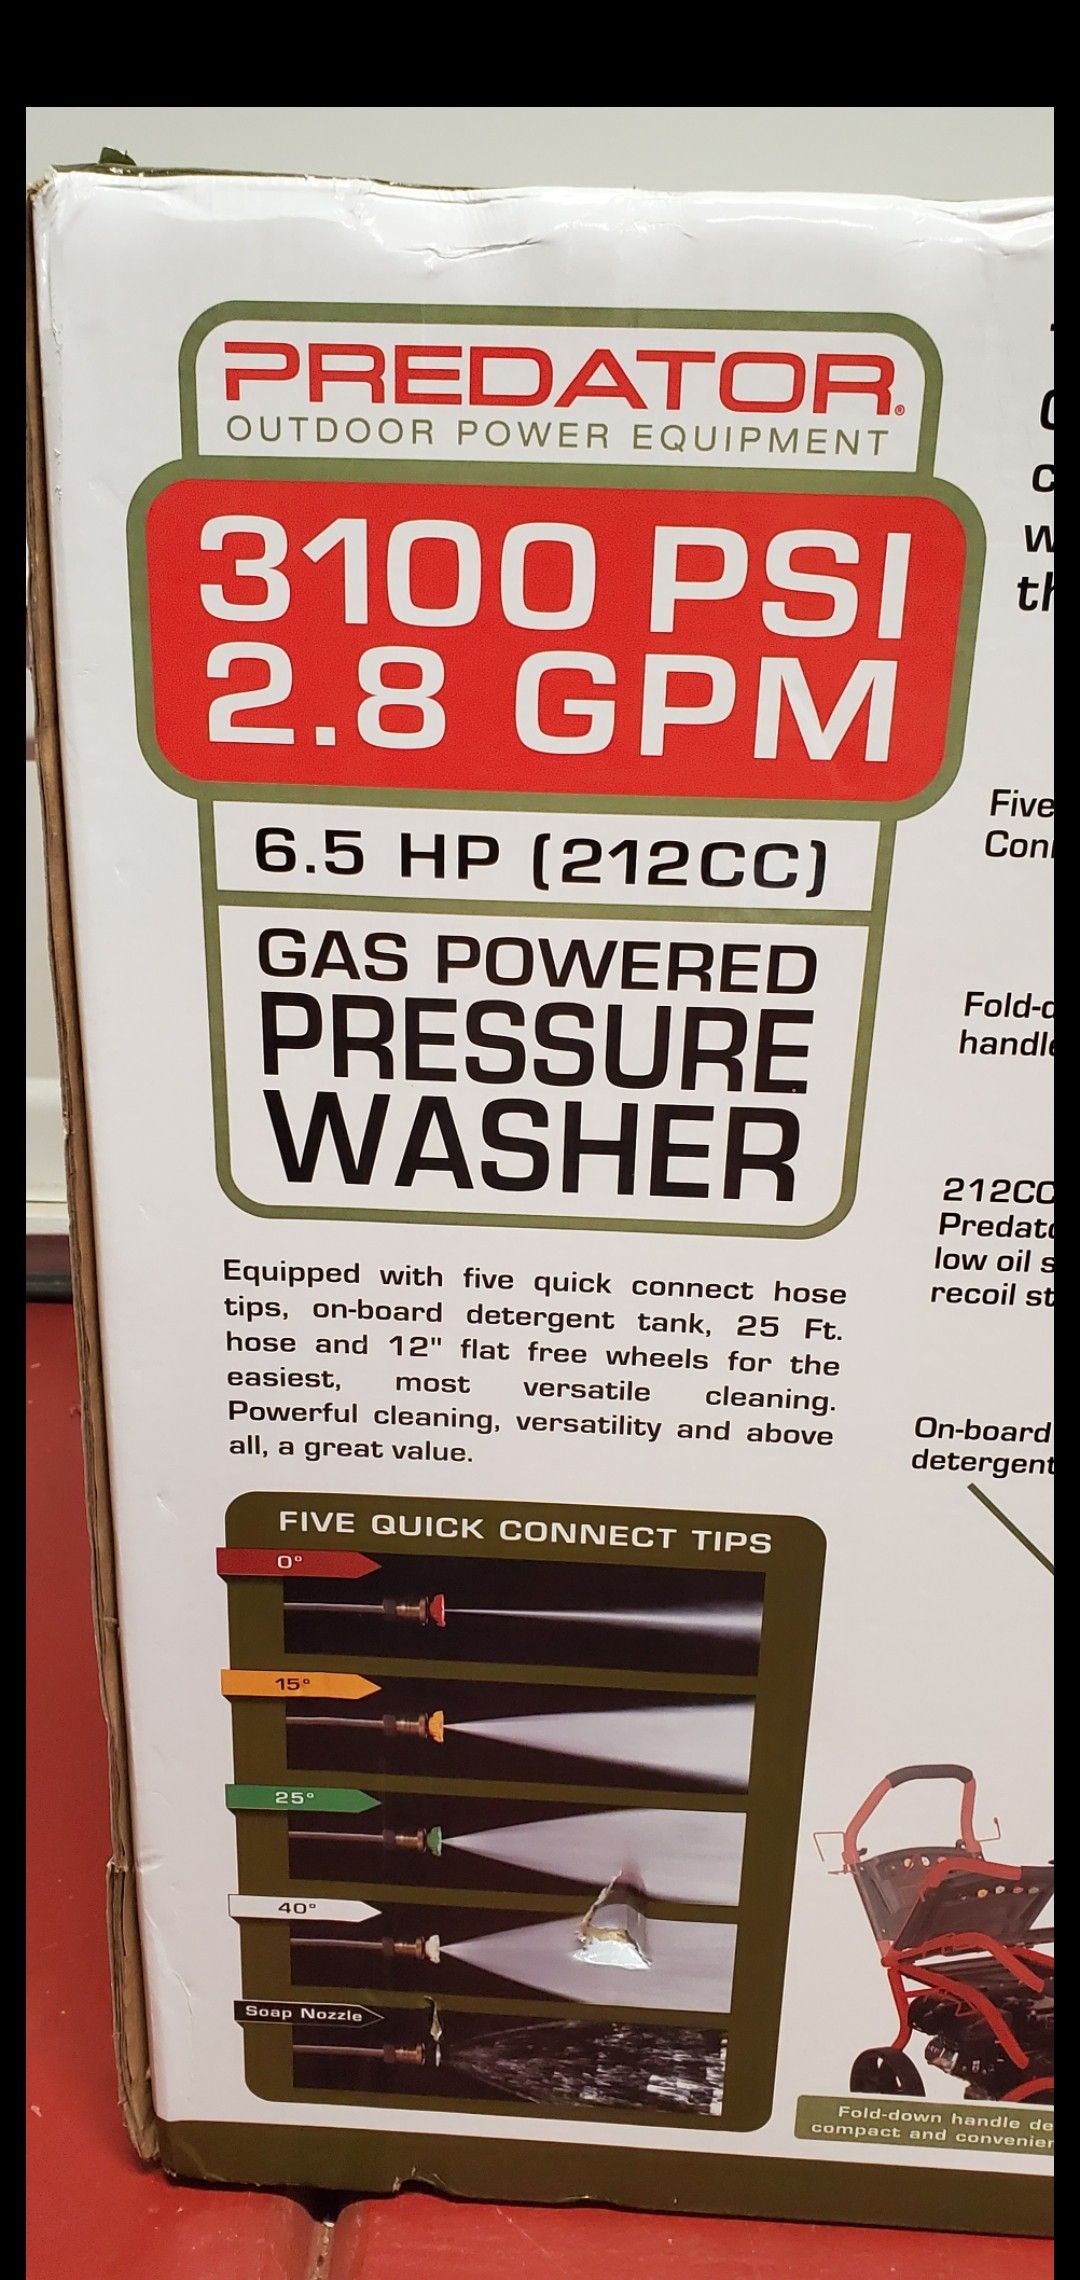 PREDATOR®
OUTDOOR POWER EQUIPMENT
3100 PSI
2.8 GPM
6.5 HP (212CC)
GAS POWERED
PRESSURE
WASHER
Equipped with five quick connect hose
tips, on-board detergent tank, 25 Ft.
hose and 12" flat free wheels for the
easiest, most versatile cleaning.
Powerful cleaning, versatility and above
all, a great value.
FIVE QUICK CONNECT TIPS
0°
15°
25°
40°
Soap Nozzle
Five
212CC
low oil
recoil
On-board
detergent
Fold-down handle
compact and